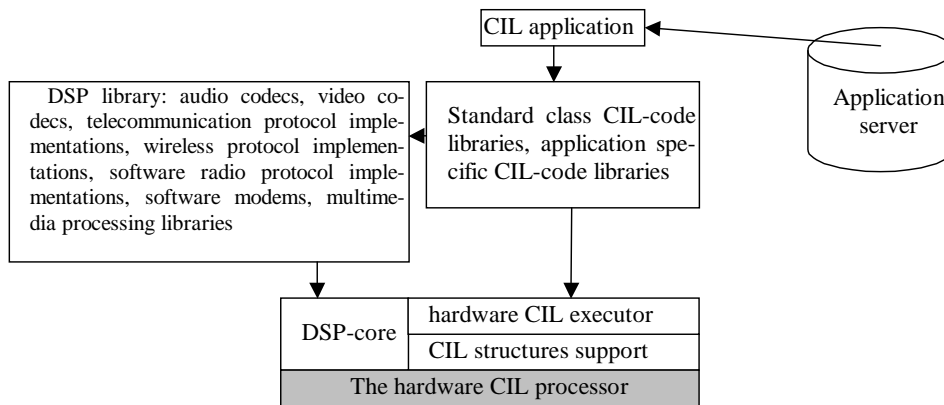 CIL application
Application
server
DSP library: audio codecs, video co-
decs, telecommunication protocol imple-
mentations, wireless protocol implemen-
tations, software radio protocol imple-
mentations, software modems, multime-
dia processing libraries
Standard class CIL-code
libraries, application spe-
cific CIL-code libraries
DSP-core
hardware CIL executor
CIL structures support
The hardware CIL processor